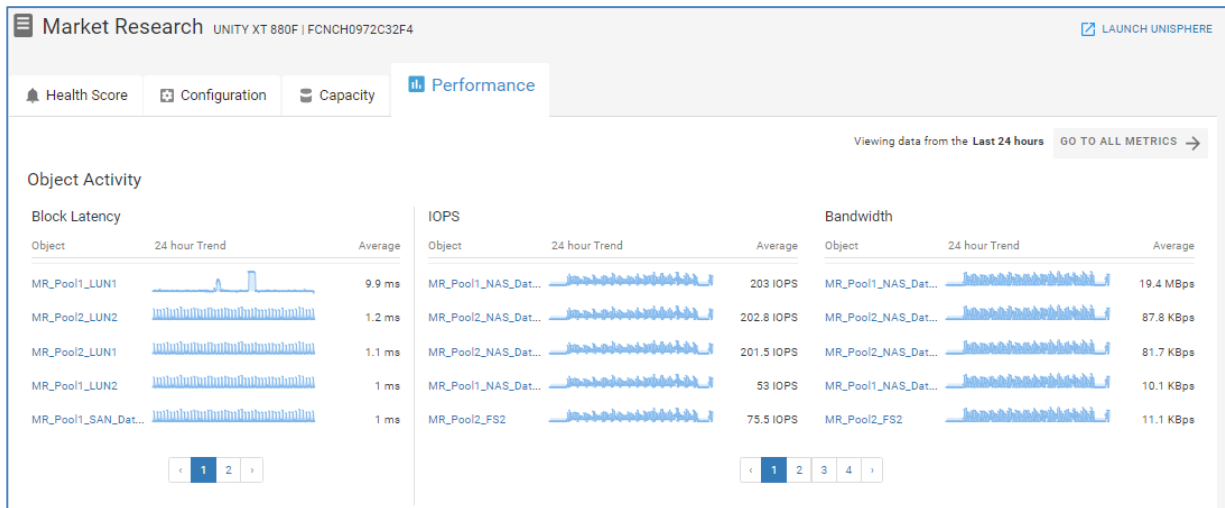 Market Research UNITY XT 880F | FCNCH0972C32F4 LAUNCH UNISPHERE
Health Score Configuration Capacity Performance
Viewing data from the Last 24 hours GO TO ALL METRICS →
Object Activity
Block Latency IOPS Bandwidth
Object 24 hour Trend Average Object 24 hour Trend Average Object 24 hour Trend Average
MR_Pool1_LUN1 9.9 ms MR_Pool1_NAS_Dat... 203 IOPS MR_Pool1_NAS_Dat... 19.4 MBps
MR_Pool2_LUN2 1.2 ms MR_Pool2_NAS_Dat... 202.8 IOPS MR_Pool2_NAS_Dat... 87.8 KBps
MR_Pool2_LUN1 1.1 ms MR_Pool2_NAS_Dat... 201.5 IOPS MR_Pool2_NAS_Dat... 81.7 KBps
MR_Pool1_LUN2 1 ms MR_Pool1_NAS_Dat... 53 IOPS MR_Pool1_NAS_Dat... 10.1 KBps
MR_Pool1_SAN_Dat... 1 ms MR_Pool2_FS2 75.5 IOPS MR_Pool2_FS2 11.1 KBps
‹ 1 2 › ‹ 1 2 3 4 ›